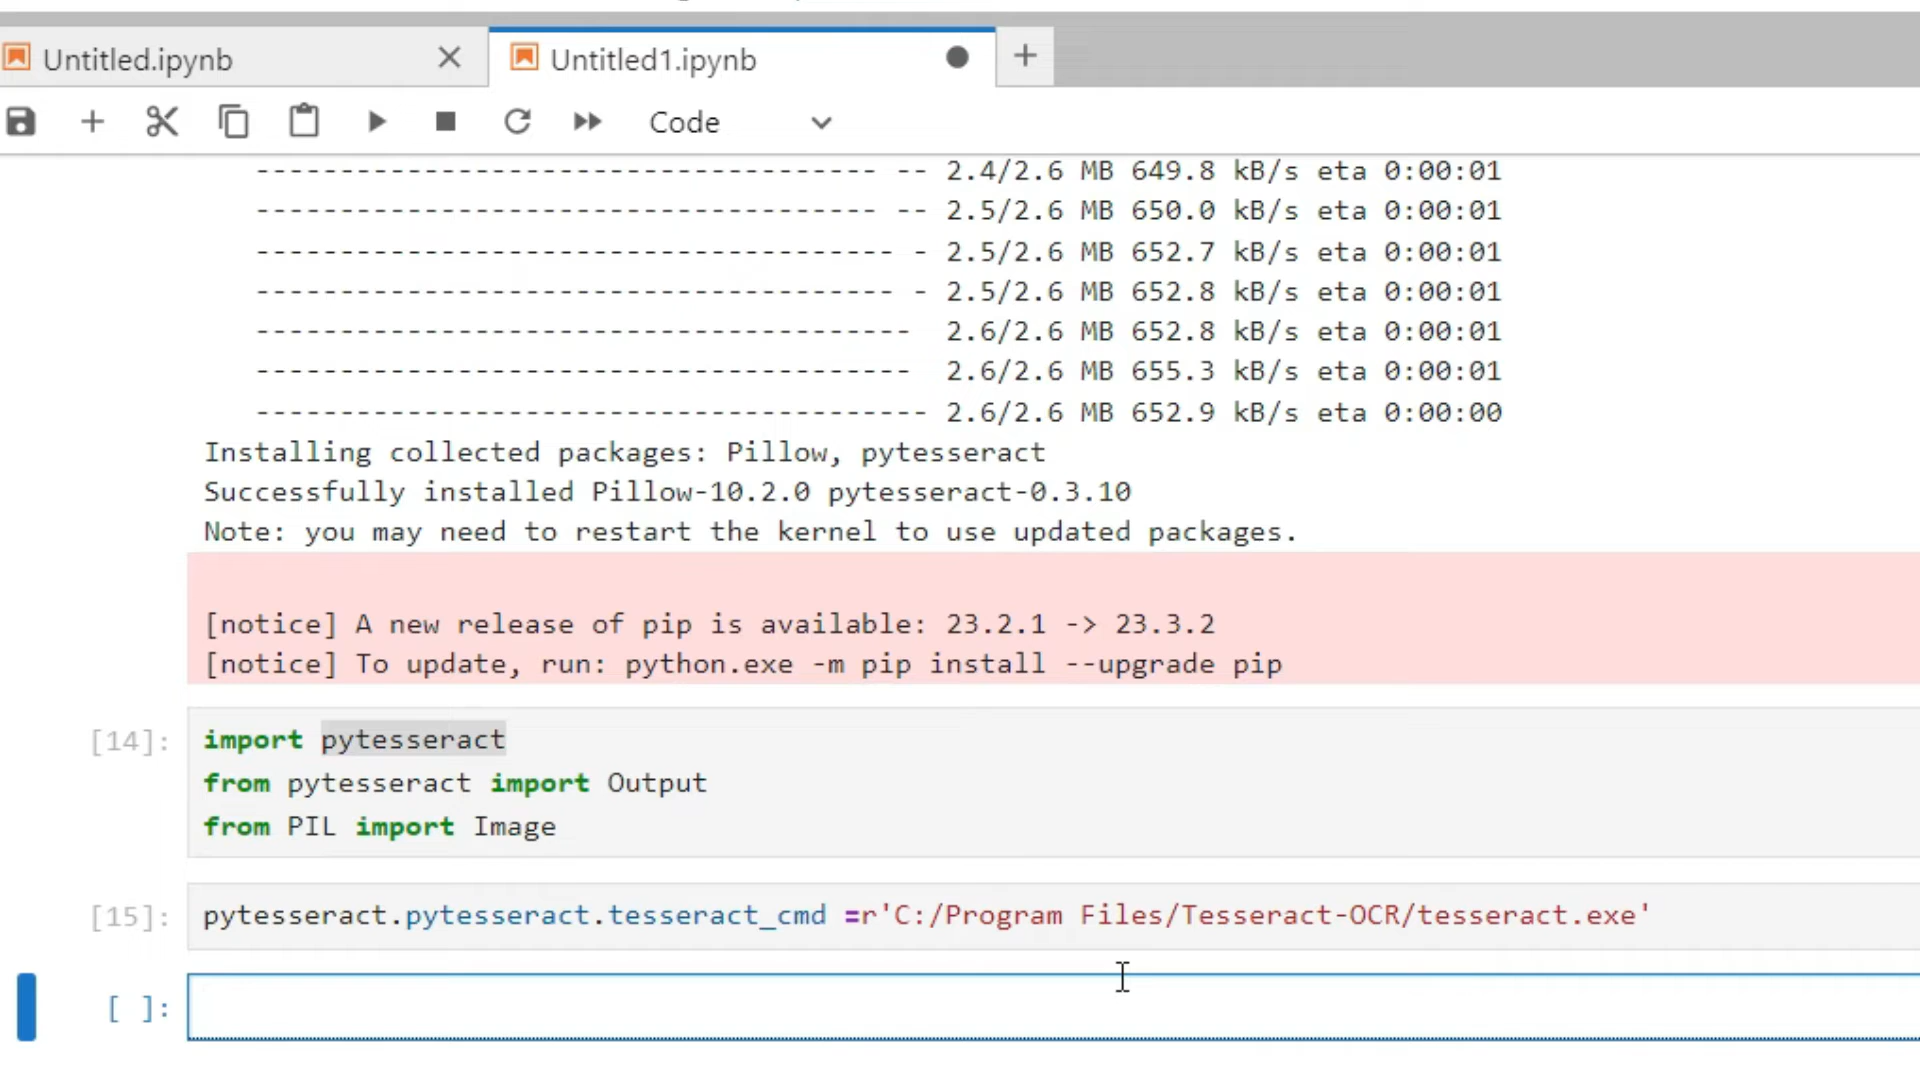 Untitled.ipynb
Untitled1.ipynb
Code
------------------------------------- -- 2.4/2.6 MB 649.8 kB/s eta 0:00:01
------------------------------------- -- 2.5/2.6 MB 650.0 kB/s eta 0:00:01
-------------------------------------- - 2.5/2.6 MB 652.7 kB/s eta 0:00:01
-------------------------------------- - 2.5/2.6 MB 652.8 kB/s eta 0:00:01
---------------------------------------  2.6/2.6 MB 652.8 kB/s eta 0:00:01
---------------------------------------  2.6/2.6 MB 655.3 kB/s eta 0:00:01
---------------------------------------- 2.6/2.6 MB 652.9 kB/s eta 0:00:00
Installing collected packages: Pillow, pytesseract
Successfully installed Pillow-10.2.0 pytesseract-0.3.10
Note: you may need to restart the kernel to use updated packages.
[notice] A new release of pip is available: 23.2.1 -> 23.3.2
[notice] To update, run: python.exe -m pip install --upgrade pip
[14]: import pytesseract
from pytesseract import Output
from PIL import Image
[15]: pytesseract.pytesseract.tesseract_cmd =r'C:/Program Files/Tesseract-OCR/tesseract.exe'
[ ]: